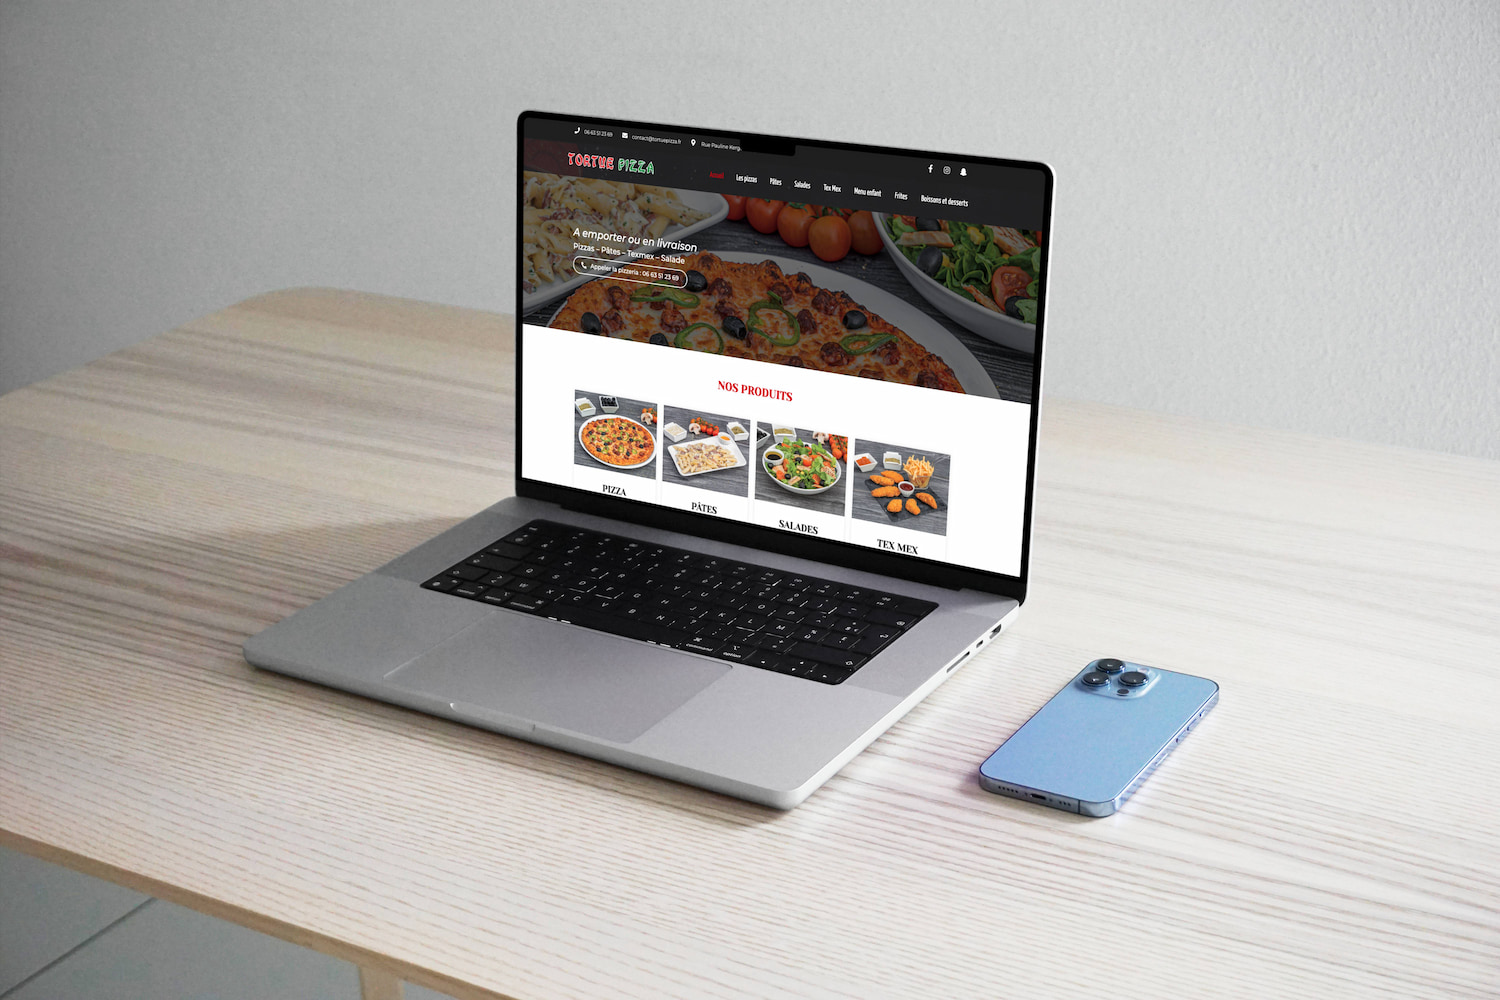 06 63 51 23 69 contact@tortuepizza.fr Rue Pauline
TORTUE PIZZA
Accueil Les pizzas Pâtes Salades Tex Mex Menu enfant Frites Boissons et desserts
A emporter ou en livraison
Pizzas – Pâtes – Texmex – Salade
Appeler la pizzeria : 06 63 51 23 69
NOS PRODUITS
PIZZA
PÂTES
SALADES
TEX MEX
command
option